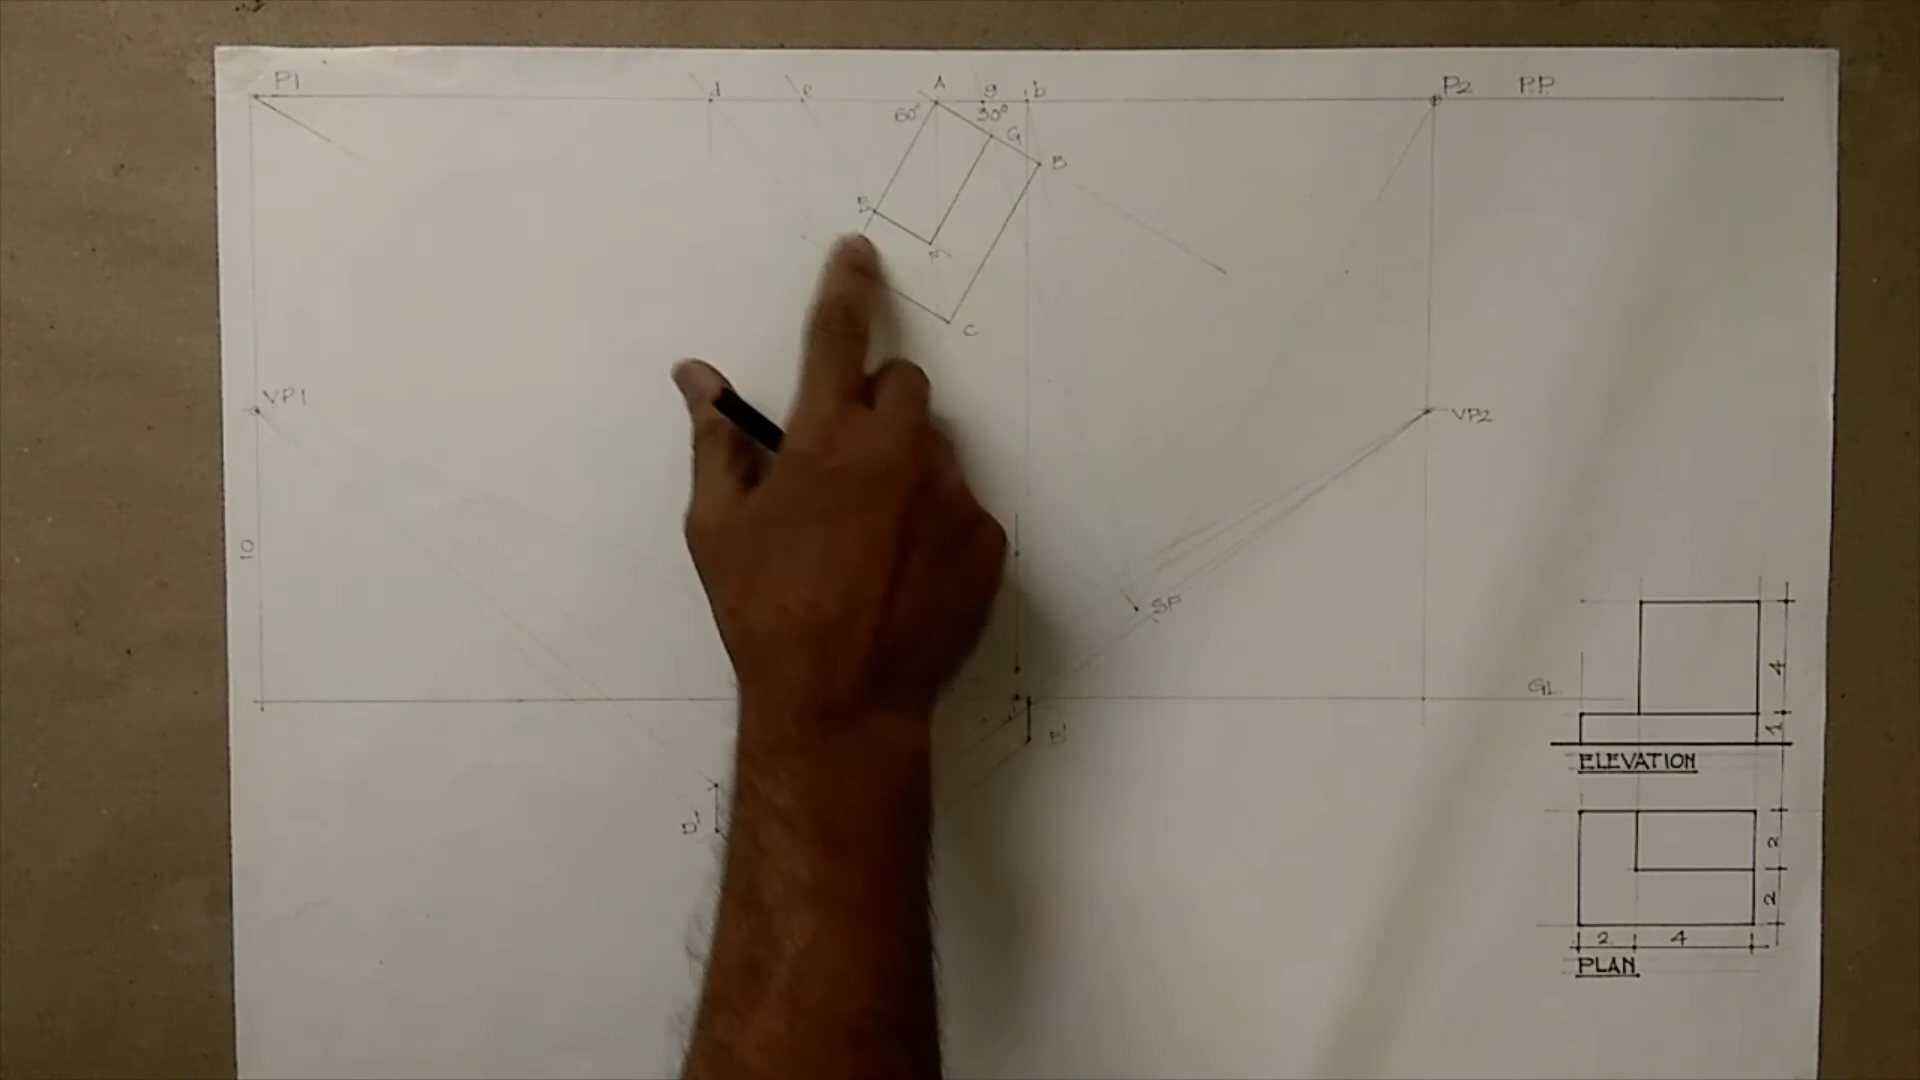 P1 d e A g b P2 P.P.
60° 30° G
B
E
F
C
VP1
VP2
10
SP
GL
B'
4
1
ELEVATION
2
2
2 4
PLAN